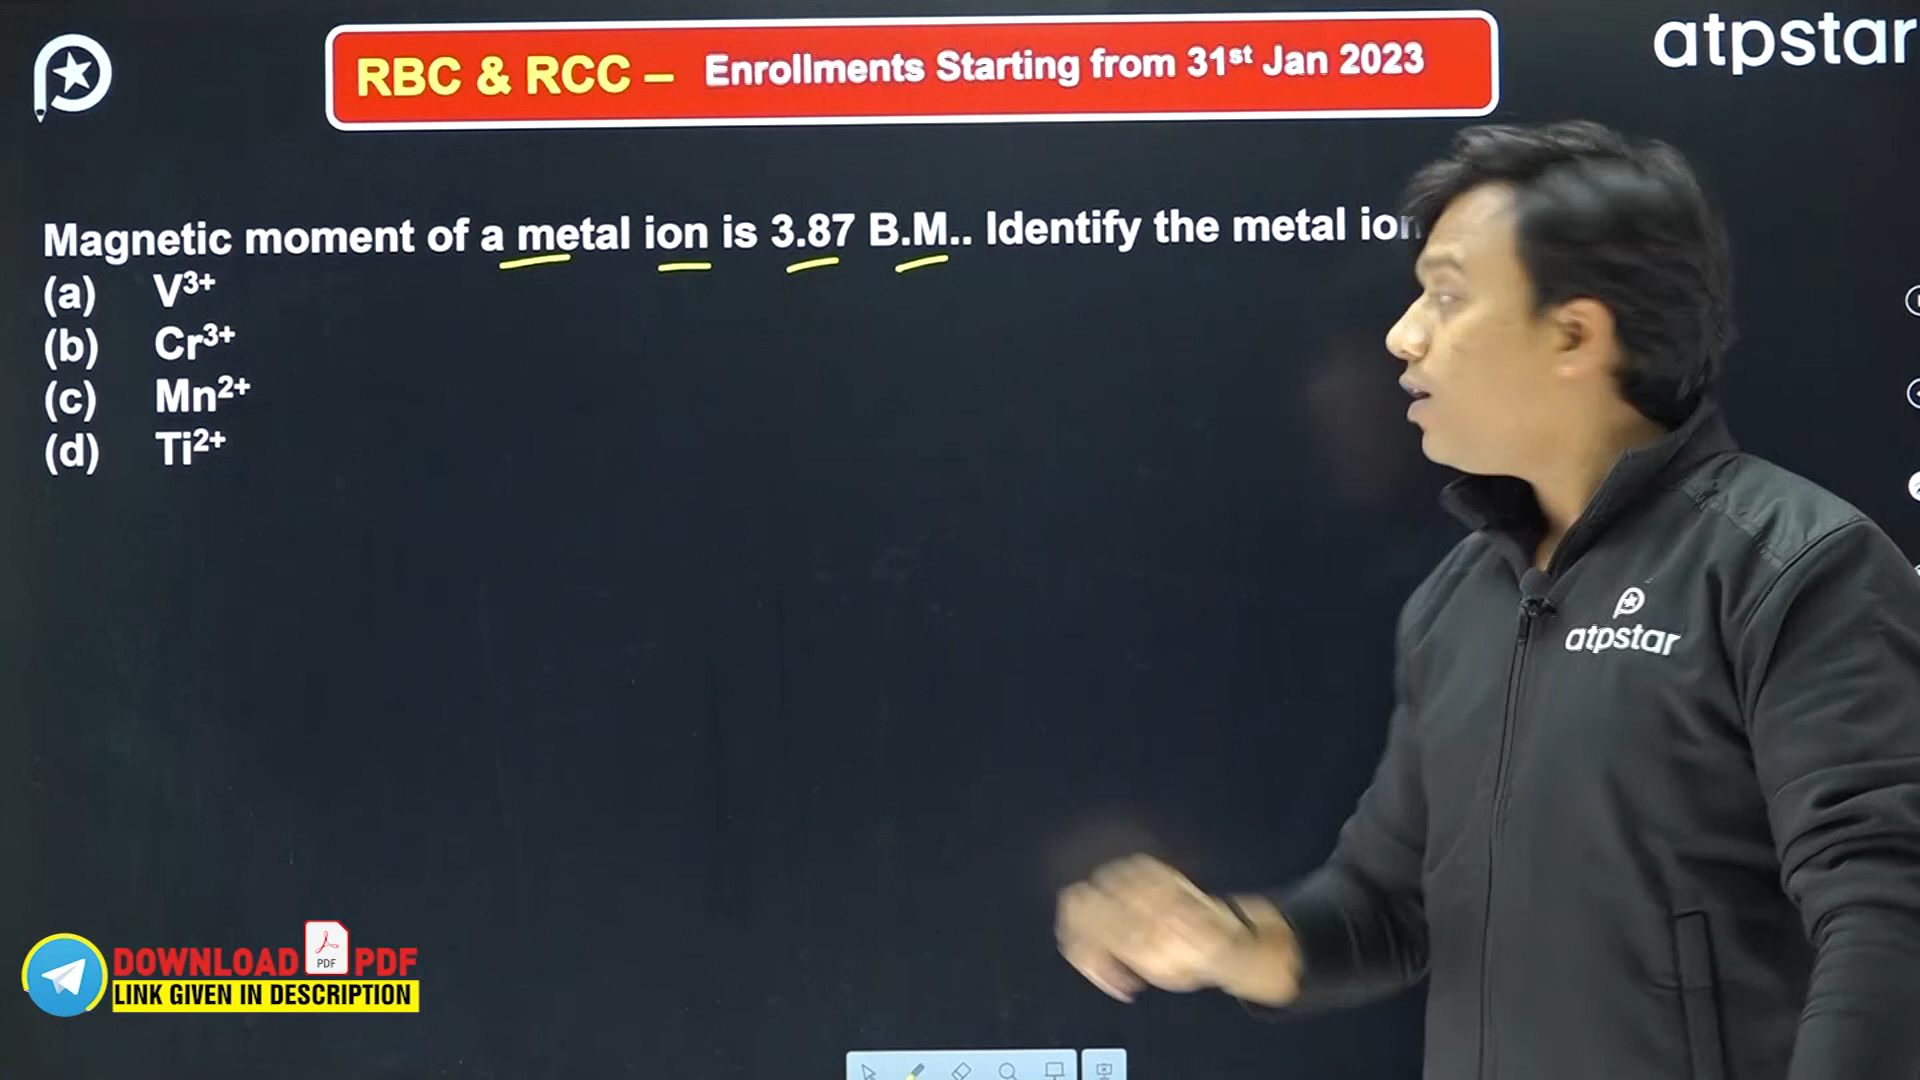 RBC & RCC – Enrollments Starting from 31st Jan 2023
atpstar
Magnetic moment of a metal ion is 3.87 B.M.. Identify the metal ion
(a) V³⁺
(b) Cr³⁺
(c) Mn²⁺
(d) Ti²⁺
atpstar
DOWNLOAD PDF PDF
LINK GIVEN IN DESCRIPTION